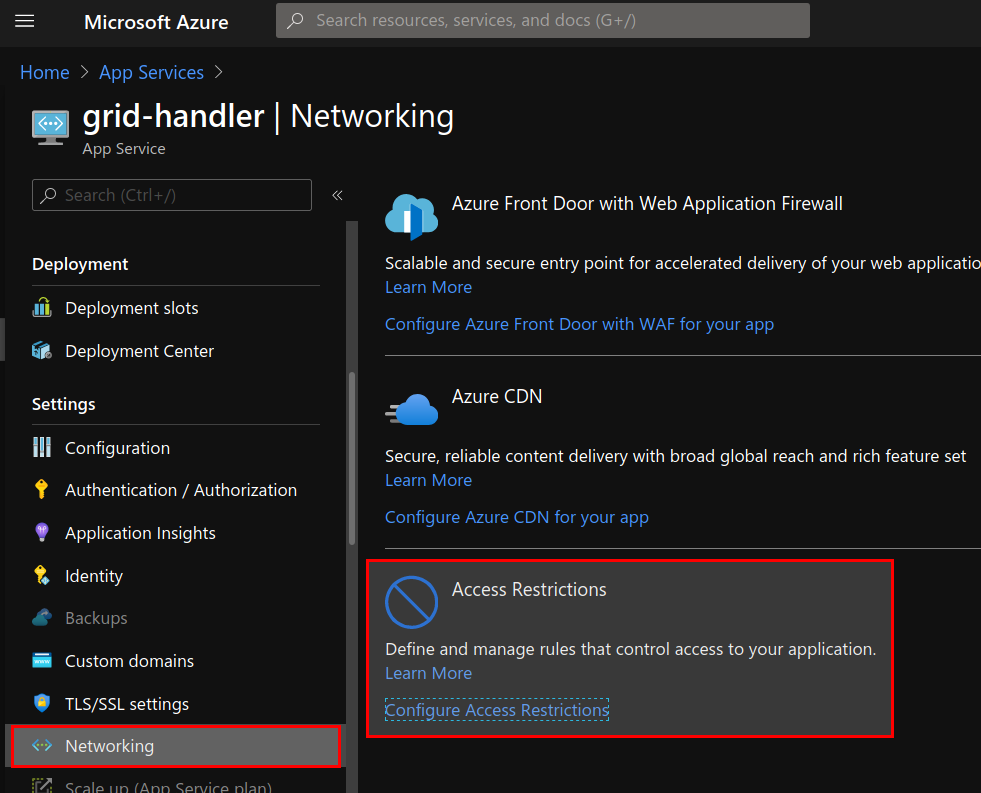 Microsoft Azure
Search resources, services, and docs (G+/)
Home > App Services >
grid-handler | Networking
App Service
Search (Ctrl+/)
«
Deployment
Deployment slots
Deployment Center
Settings
Configuration
Authentication / Authorization
Application Insights
Identity
Backups
Custom domains
TLS/SSL settings
Networking
Scale up (App Service plan)
Azure Front Door with Web Application Firewall
Scalable and secure entry point for accelerated delivery of your web applicatio
Learn More
Configure Azure Front Door with WAF for your app
Azure CDN
Secure, reliable content delivery with broad global reach and rich feature set
Learn More
Configure Azure CDN for your app
Access Restrictions
Define and manage rules that control access to your application.
Learn More
Configure Access Restrictions